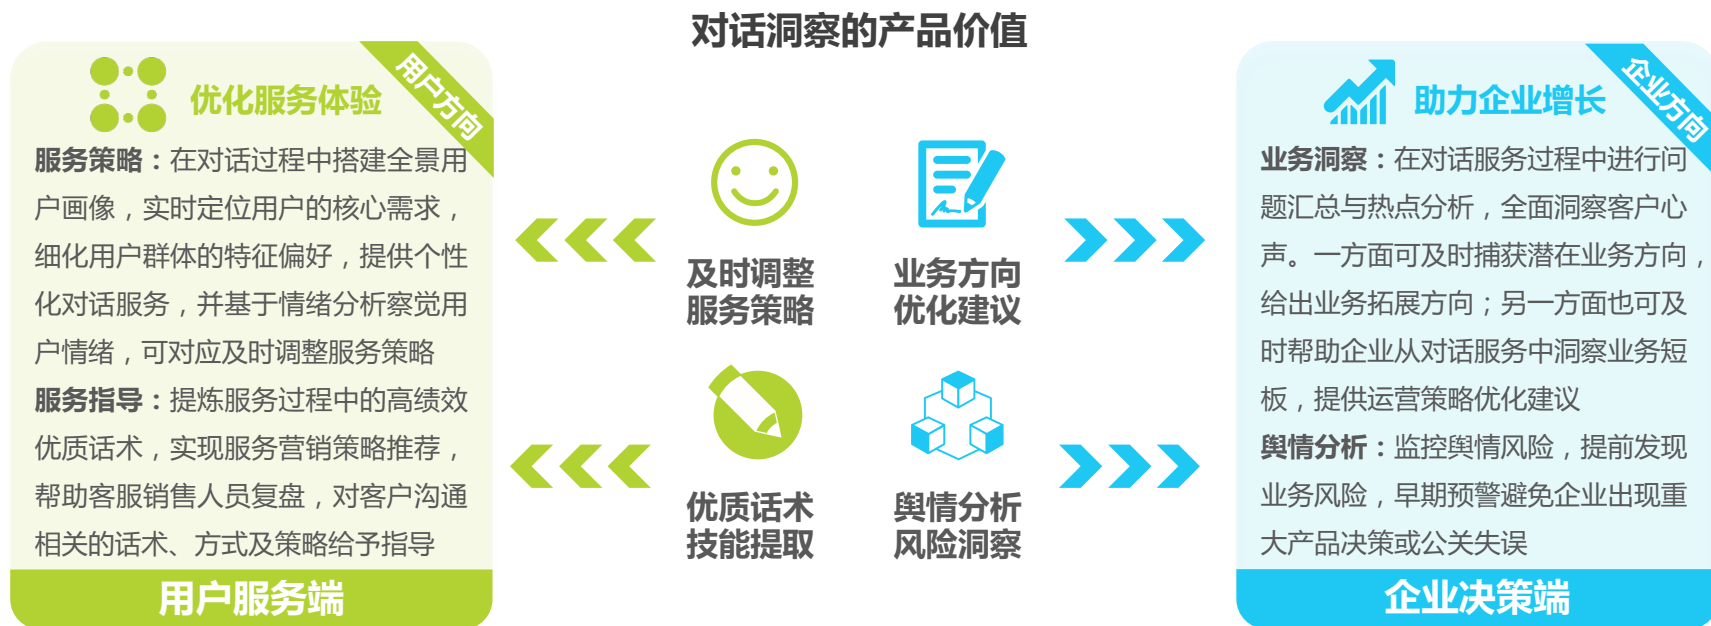 对话洞察的产品价值
用户方向
优化服务体验
服务策略：在对话过程中搭建全景用
户画像，实时定位用户的核心需求，
细化用户群体的特征偏好，提供个性
化对话服务，并基于情绪分析察觉用
户情绪，可对应及时调整服务策略
服务指导：提炼服务过程中的高绩效
优质话术，实现服务营销策略推荐，
帮助客服销售人员复盘，对客户沟通
相关的话术、方式及策略给予指导
用户服务端
及时调整
服务策略
业务方向
优化建议
优质话术
技能提取
舆情分析
风险洞察
企业方向
助力企业增长
业务洞察：在对话服务过程中进行问
题汇总与热点分析，全面洞察客户心
声。一方面可及时捕获潜在业务方向，
给出业务拓展方向；另一方面也可及
时帮助企业从对话服务中洞察业务短
板，提供运营策略优化建议
舆情分析：监控舆情风险，提前发现
业务风险，早期预警避免企业出现重
大产品决策或公关失误
企业决策端